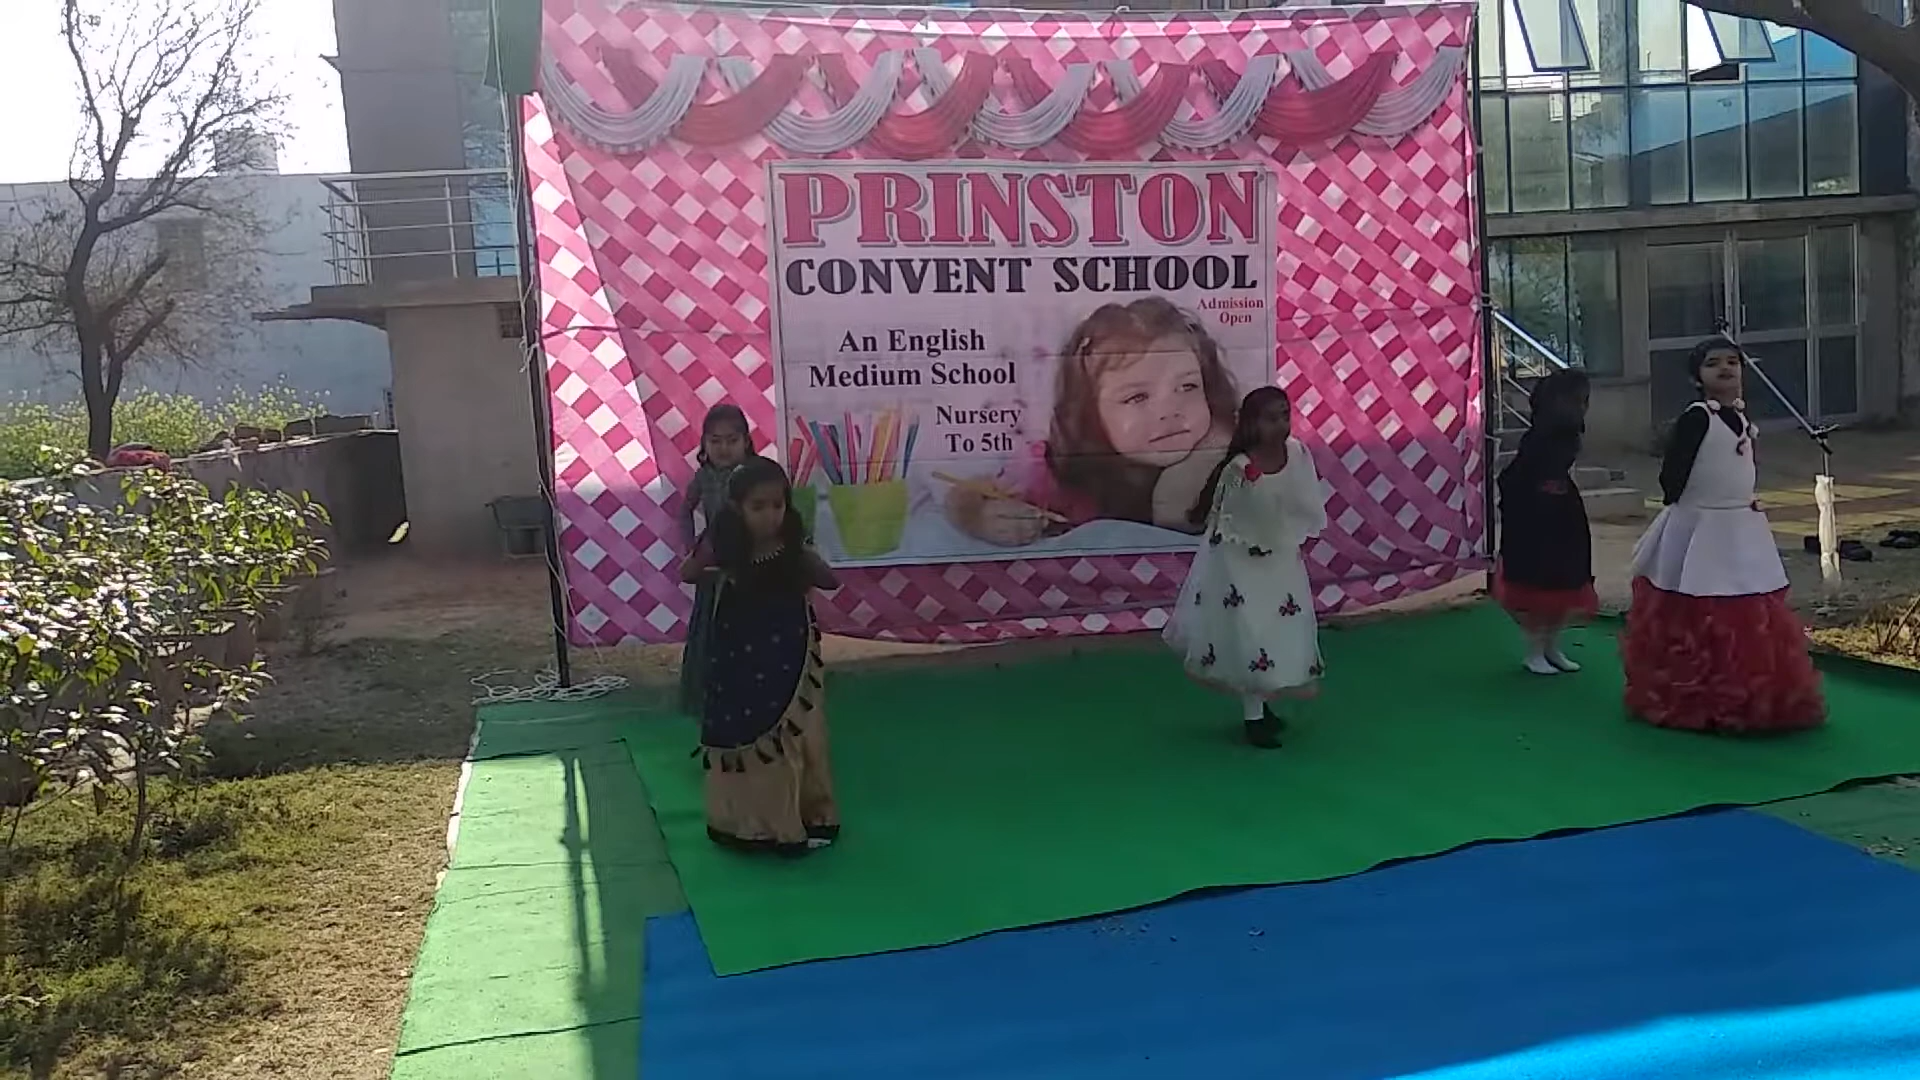 PRINSTON
CONVENT SCHOOL
Admission
Open
An English
Medium School
Nursery
To 5th